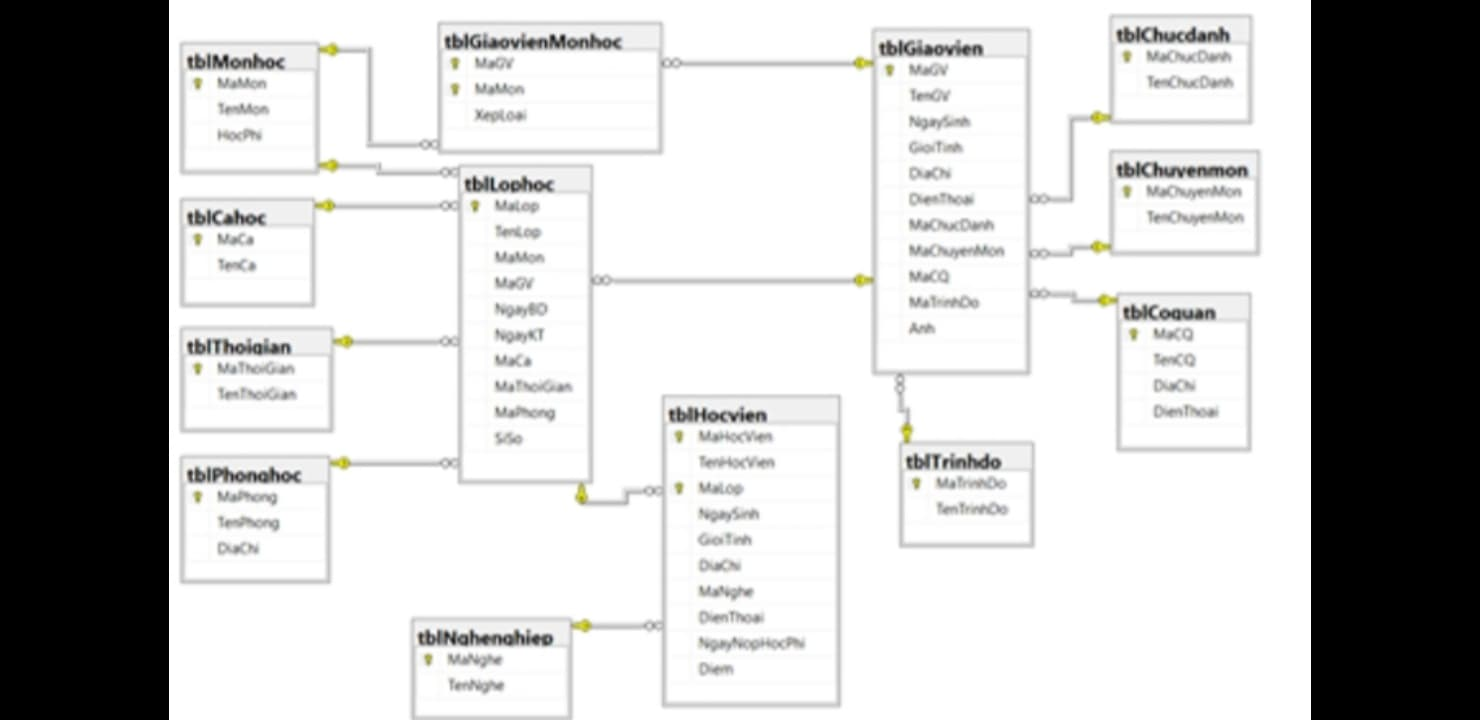 tblMonhoc
MaMon
TenMon
HocPhi
tblCahoc
MaCa
TenCa
tblThoigian
MaThoiGian
TenThoiGian
tblPhonghoc
MaPhong
TenPhong
DiaChi
tblGiaovienMonhoc
MaGV
MaMon
XepLoai
tblLophoc
MaLop
TenLop
MaMon
MaGV
NgayBD
NgayKT
MaCa
MaThoiGian
MaPhong
SiSo
tblNghenghiep
MaNghe
TenNghe
tblHocvien
MaHocVien
TenHocVien
MaLop
NgaySinh
GioiTinh
DiaChi
MaNghe
DienThoai
NgayNopHocPhi
Diem
tblGiaovien
MaGV
TenGV
NgaySinh
GioiTinh
DiaChi
DienThoai
MaChucDanh
MaChuyenMon
MaCQ
MaTrinhDo
Anh
tblTrinhdo
MaTrinhDo
TenTrinhDo
tblChucdanh
MaChucDanh
TenChucDanh
tblChuyenmon
MaChuyenMon
TenChuyenMon
tblCoquan
MaCQ
TenCQ
DiaChi
DienThoai